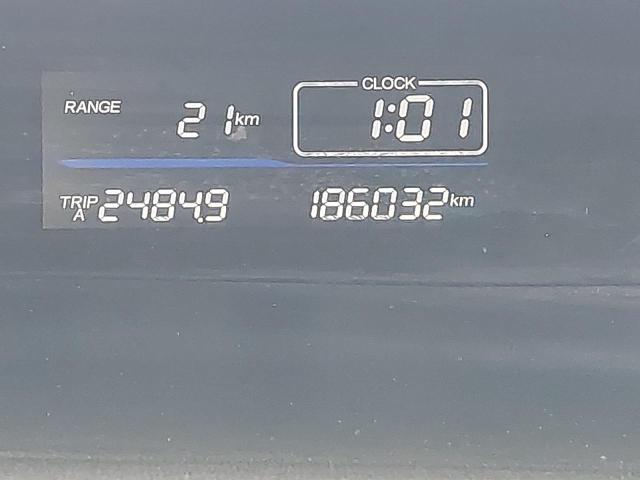 CLOCK
RANGE 21 km 1:01
TRIP A 2484.9 186032 km